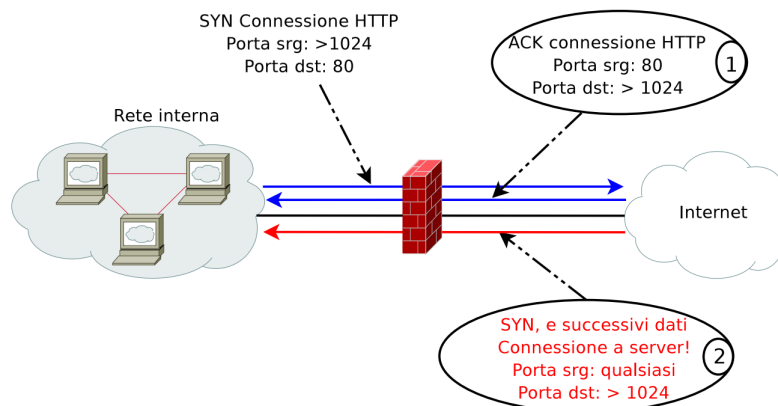 SYN Connessione HTTP
Porta srg: >1024
Porta dst: 80
ACK connessione HTTP
Porta srg: 80
Porta dst: > 1024
1
Rete interna
Internet
SYN, e successivi dati
Connessione a server!
Porta srg: qualsiasi
Porta dst: > 1024
2